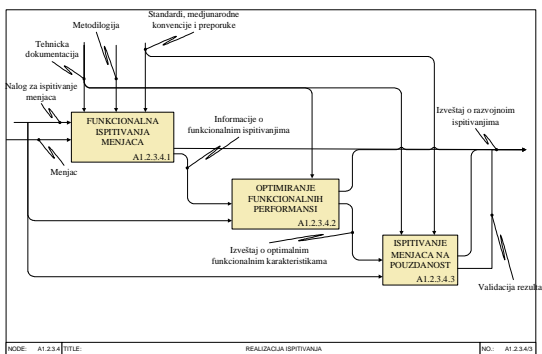 Standardi, medjunarodne
konvencije i preporuke
Metodilogija
Tehnicka
dokumentacija
Nalog za ispitivanje
menjaca
Menjac
FUNKCIONALNA
ISPITIVANJA
MENJACA
A1.2.3.4.1
Informacije o
funkcionalnim ispitivanjima
Izveštaj o razvojnoim
ispitivanjima
OPTIMIRANJE
FUNKCIONALNIH
PERFORMANSI
A1.2.3.4.2
Izveštaj o optimalnim
funkcionalnim karakteristikama
ISPITIVANJE
MENJACA NA
POUZDANOST
A1.2.3.4.3
Validacija rezulta
NODE: A1.2.3.4 TITLE: REALIZACIJA ISPITIVANJA NO.: A1.2.3.4/3